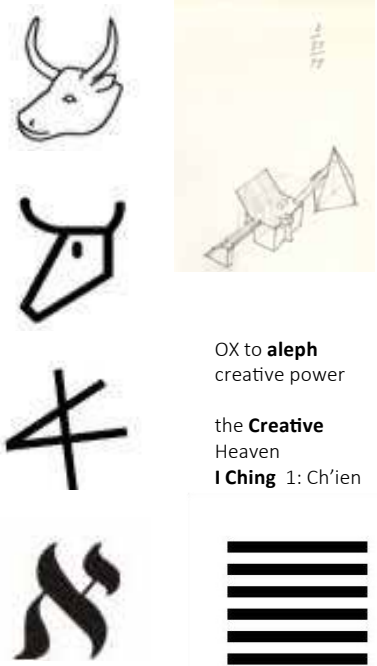 א
OX to aleph
creative power
the Creative
Heaven
I Ching 1: Ch'ien